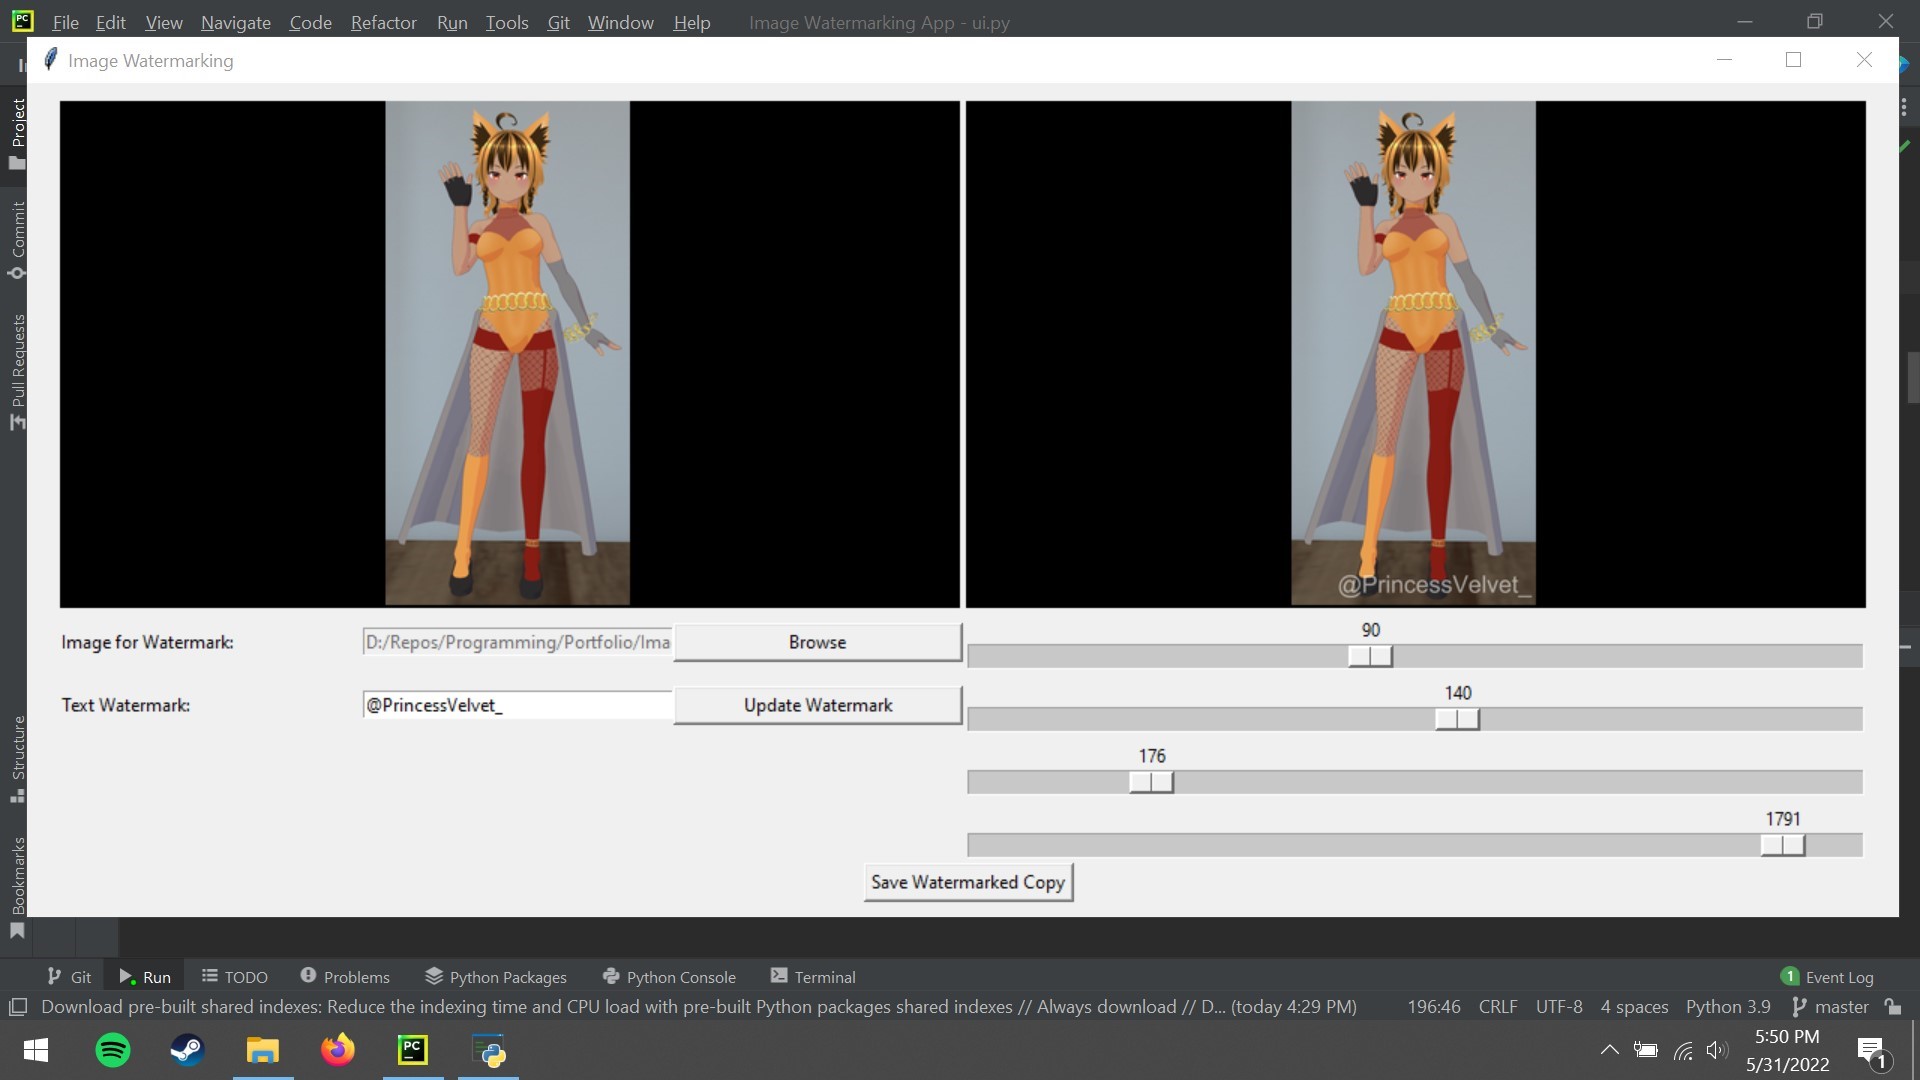 PC File Edit View Navigate Code Refactor Run Tools Git Window Help Image Watermarking App - ui.py
Image Watermarking
Project
Commit
Pull Requests
Structure
Bookmarks
@PrincessVelvet_
Image for Watermark: D:/Repos/Programming/Portfolio/Ima Browse 90
Text Watermark: @PrincessVelvet_ Update Watermark 140
176
1791
Save Watermarked Copy
Git Run TODO Problems Python Packages Python Console Terminal 1 Event Log
Download pre-built shared indexes: Reduce the indexing time and CPU load with pre-built Python packages shared indexes // Always download // D... (today 4:29 PM) 196:46 CRLF UTF-8 4 spaces Python 3.9 master
PC 5:50 PM
5/31/2022 1